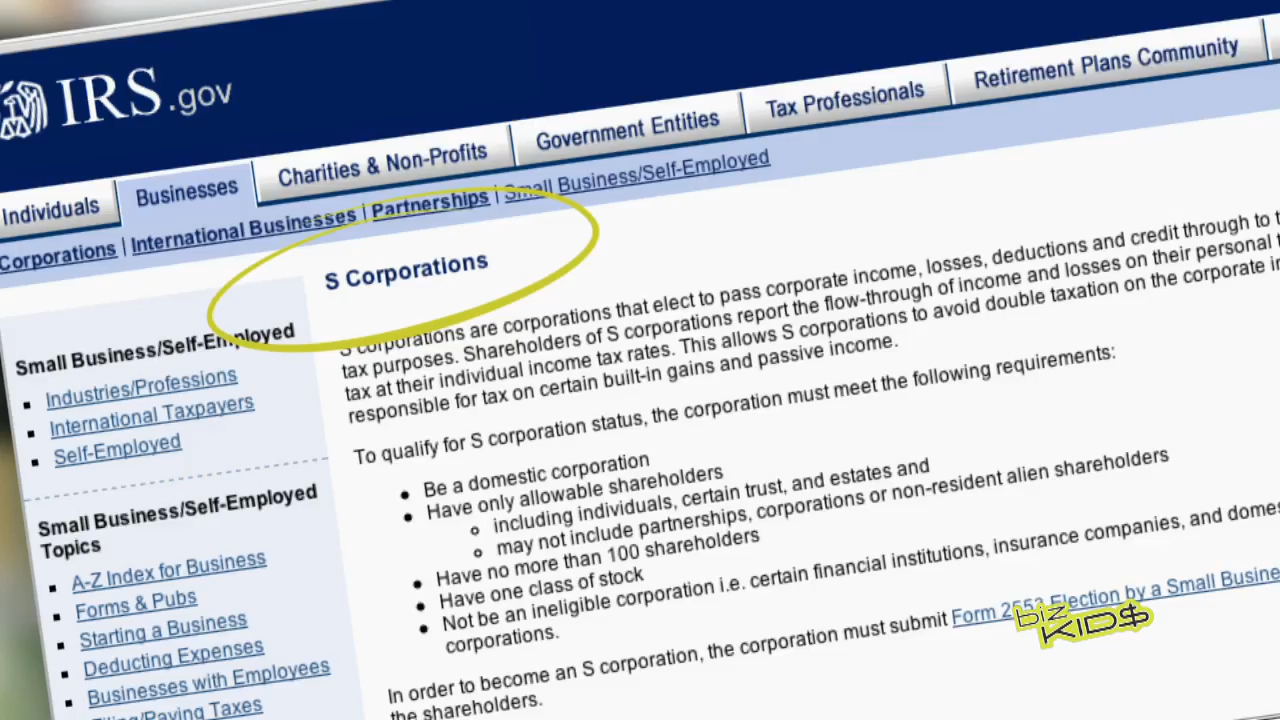 IRS.gov
Individuals
Businesses
Charities & Non-Profits
Government Entities
Tax Professionals
Retirement Plans Community
Corporations | International Businesses | Partnerships | Small Business/Self-Employed
S Corporations
S corporations are corporations that elect to pass corporate income, losses, deductions and credit through to
tax purposes. Shareholders of S corporations report the flow-through of income and losses on their personal
tax at their individual income tax rates. This allows S corporations to avoid double taxation on the corporate
responsible for tax on certain built-in gains and passive income.
To qualify for S corporation status, the corporation must meet the following requirements:
Be a domestic corporation
Have only allowable shareholders
including individuals, certain trust, and estates and
may not include partnerships, corporations or non-resident alien shareholders
Have no more than 100 shareholders
Have one class of stock
Not be an ineligible corporation i.e. certain financial institutions, insurance companies, and
corporations.
In order to become an S corporation, the corporation must submit Form 2553 Election by a Small
the shareholders.
Small Business/Self-Employed
Industries/Professions
International Taxpayers
Self-Employed
Small Business/Self-Employed
Topics
A-Z Index for Business
Forms & Pubs
Starting a Business
Deducting Expenses
Businesses with Employees
Filing/Paying Taxes
biz
KID$